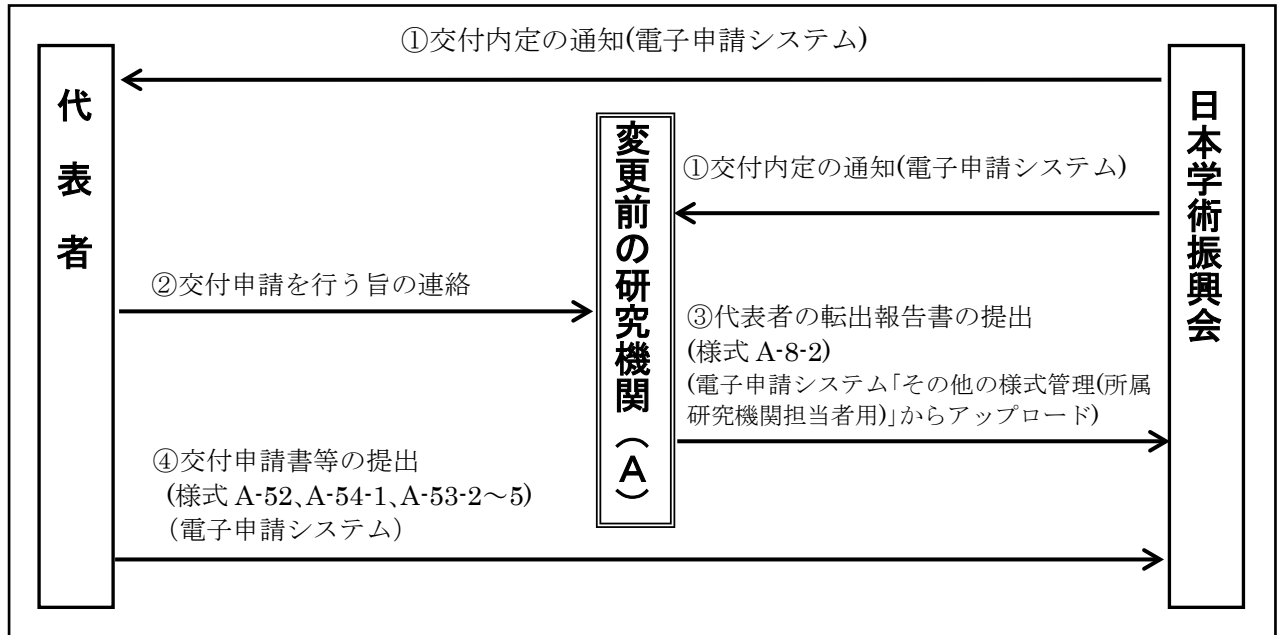 ①交付内定の通知(電子申請システム)
代表者
日本学術振興会
変更前の研究機関（A）
①交付内定の通知(電子申請システム)
②交付申請を行う旨の連絡
③代表者の転出報告書の提出
(様式 A-8-2)
(電子申請システム「その他の様式管理(所属
研究機関担当者用)」からアップロード)
④交付申請書等の提出
(様式 A-52、A-54-1、A-53-2～5)
（電子申請システム）